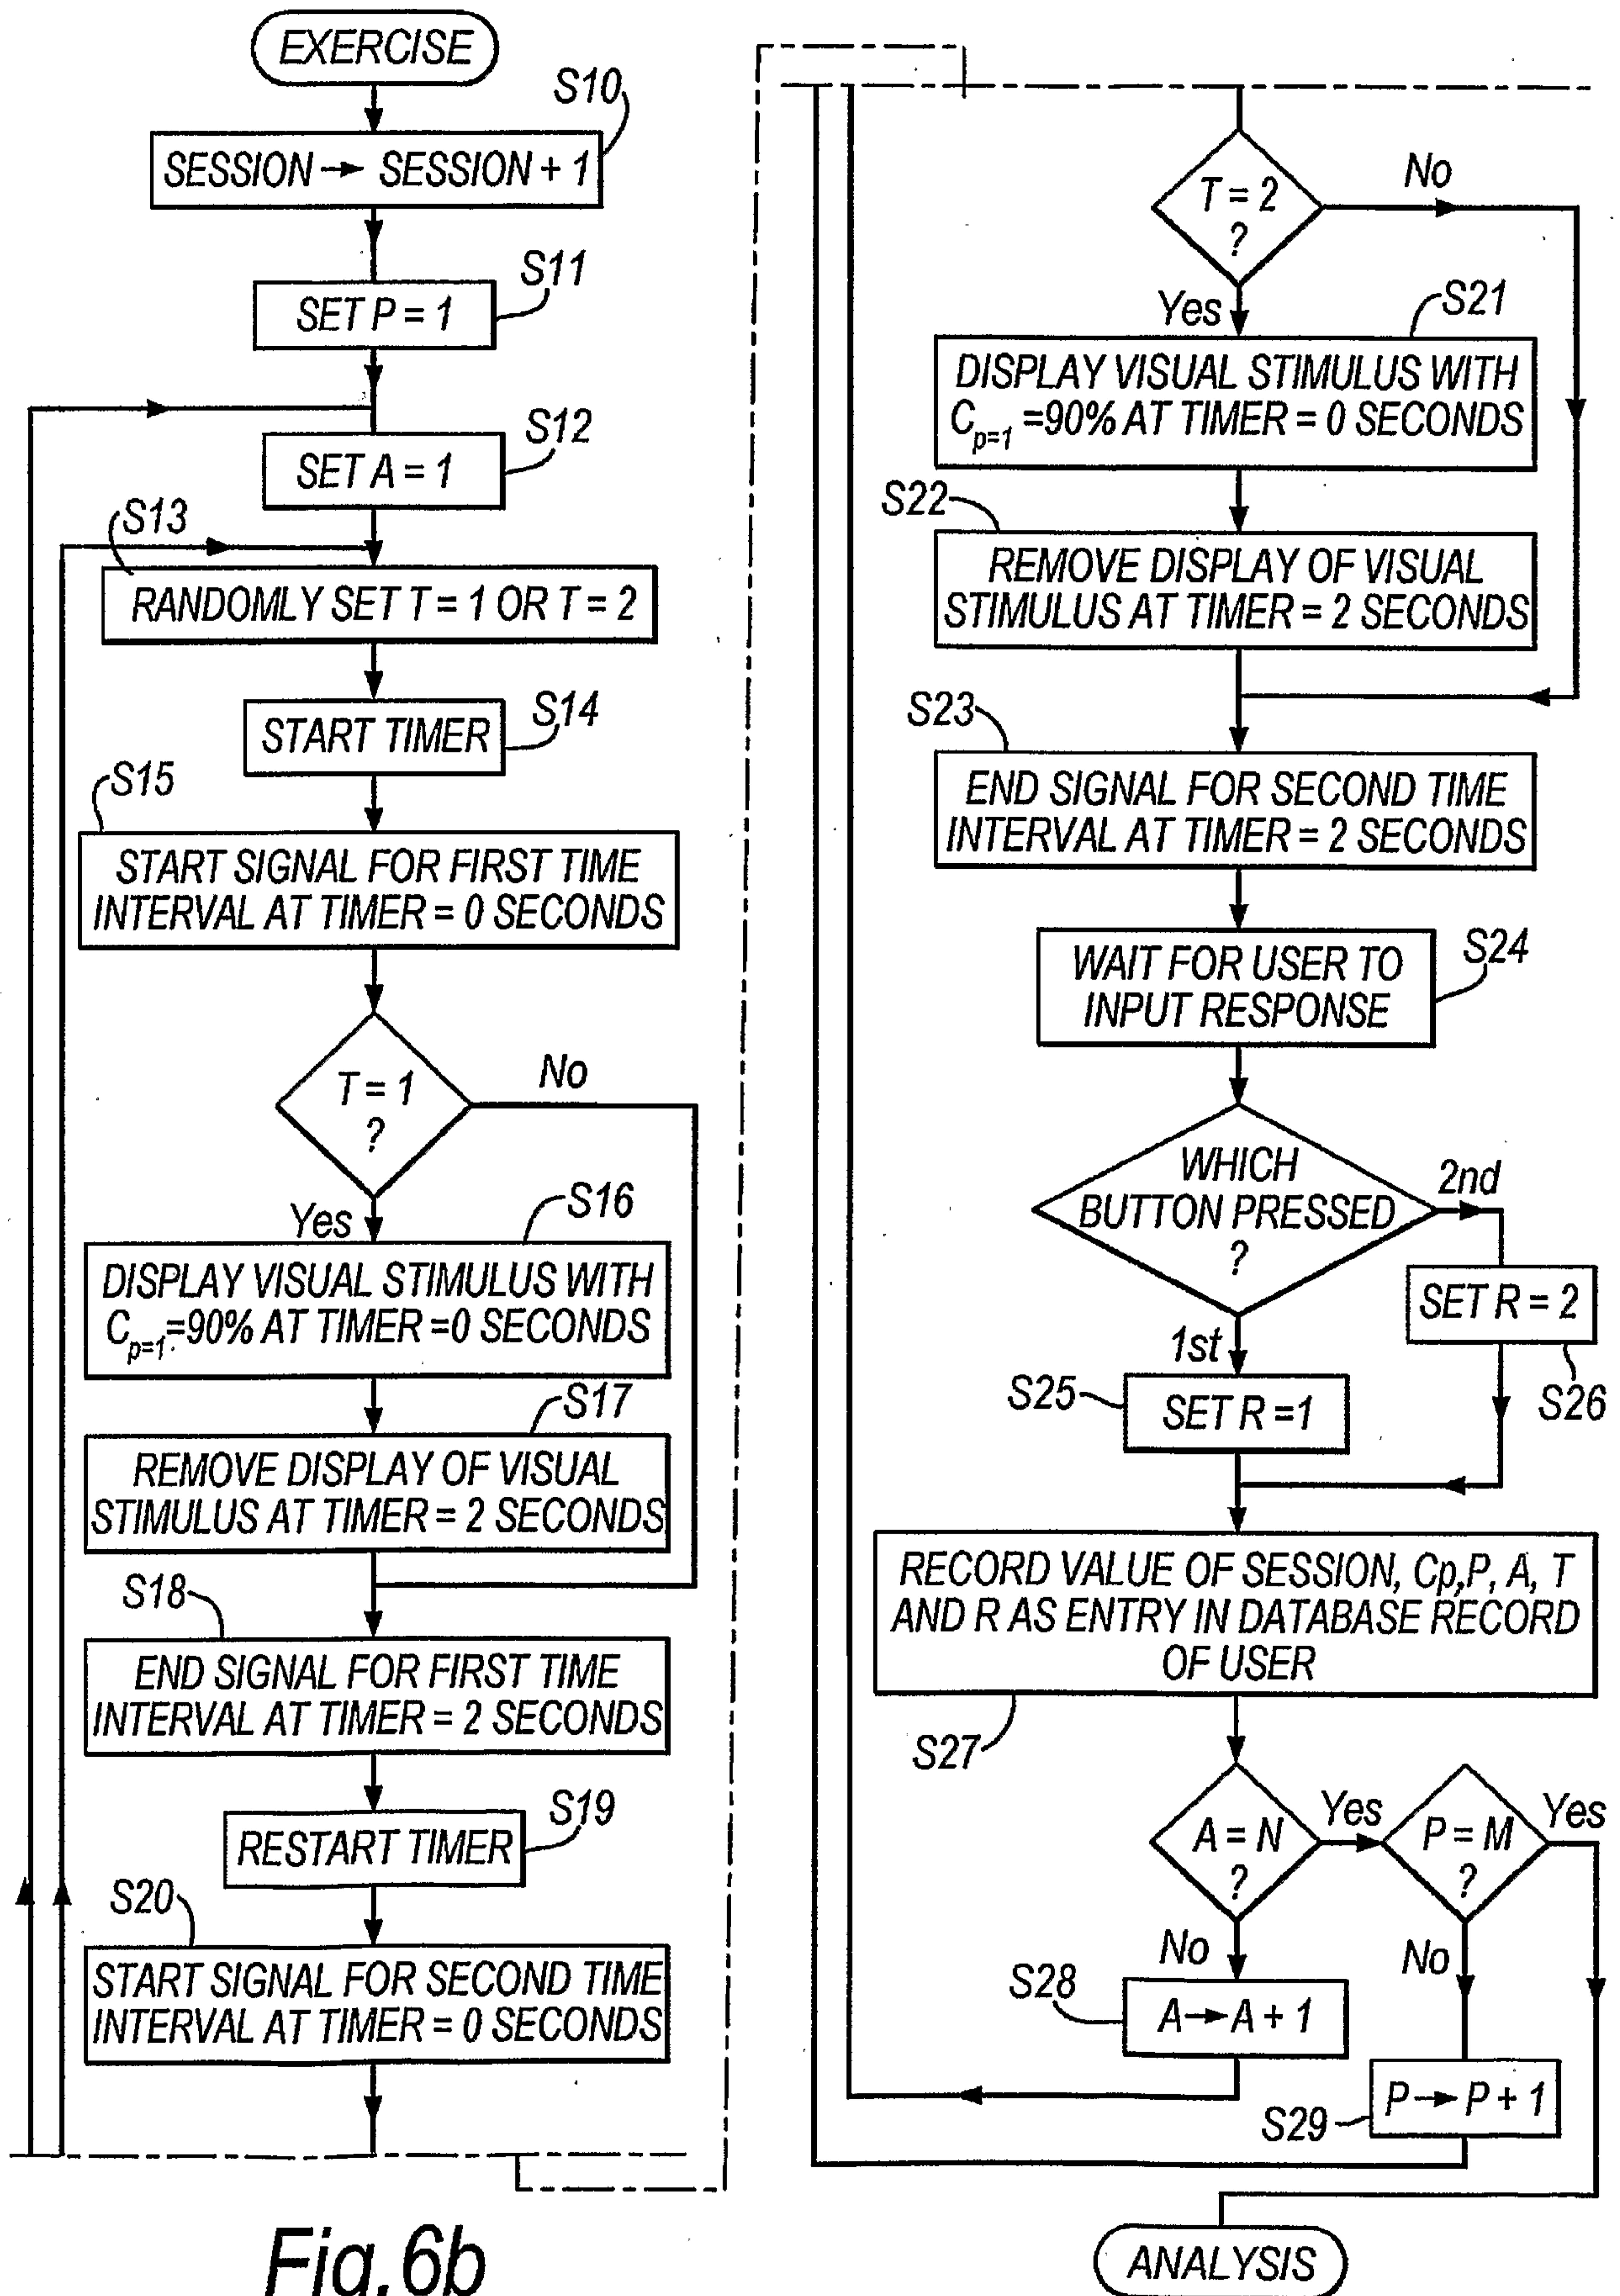 EXERCISE
S10
SESSION → SESSION + 1
S11
SET P = 1
S12
SET A = 1
S13
RANDOMLY SET T = 1 OR T = 2
S14
START TIMER
S15
START SIGNAL FOR FIRST TIME
INTERVAL AT TIMER = 0 SECONDS
T = 1
?
No
Yes
S16
DISPLAY VISUAL STIMULUS WITH
Cp=1=90% AT TIMER =0 SECONDS
S17
REMOVE DISPLAY OF VISUAL
STIMULUS AT TIMER = 2 SECONDS
S18
END SIGNAL FOR FIRST TIME
INTERVAL AT TIMER = 2 SECONDS
S19
RESTART TIMER
S20
START SIGNAL FOR SECOND TIME
INTERVAL AT TIMER = 0 SECONDS
Fig.6b
T = 2
?
No
Yes
S21
DISPLAY VISUAL STIMULUS WITH
Cp=1 =90% AT TIMER = 0 SECONDS
S22
REMOVE DISPLAY OF VISUAL
STIMULUS AT TIMER = 2 SECONDS
S23
END SIGNAL FOR SECOND TIME
INTERVAL AT TIMER = 2 SECONDS
S24
WAIT FOR USER TO
INPUT RESPONSE
WHICH
BUTTON PRESSED
?
2nd
SET R = 2
S26
1st
S25
SET R =1
RECORD VALUE OF SESSION, Cp,P, A, T
AND R AS ENTRY IN DATABASE RECORD
OF USER
S27
A = N
?
Yes
P = M
?
Yes
No
No
S28
A→A + 1
S29
P→ P + 1
ANALYSIS